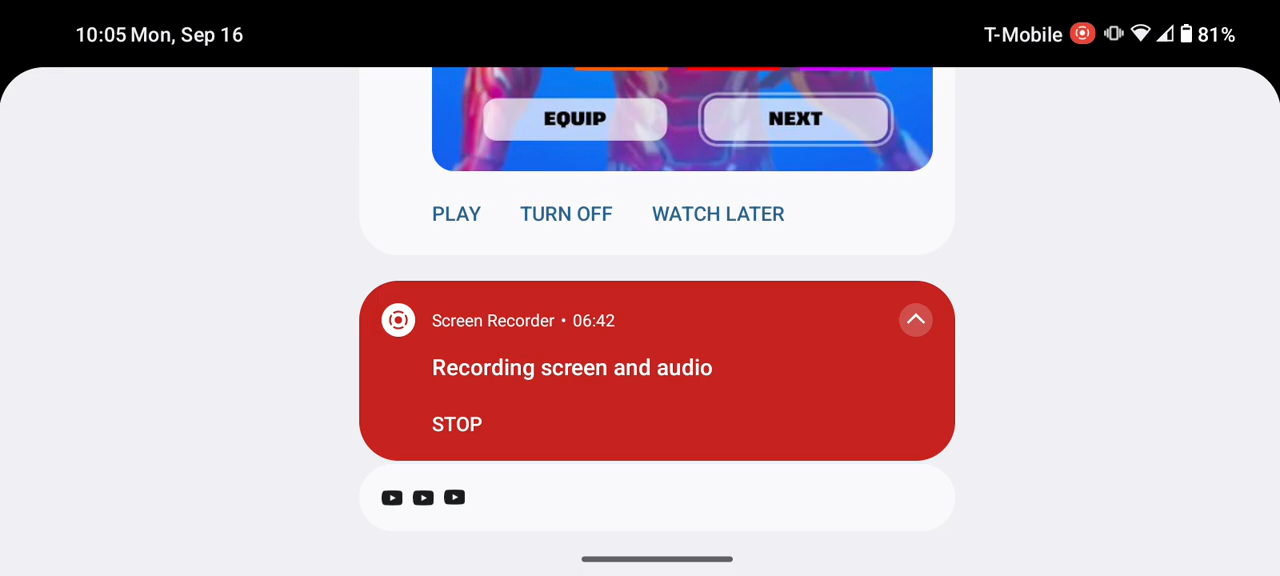 10:05 Mon, Sep 16
T-Mobile 81%
EQUIP NEXT
PLAY TURN OFF WATCH LATER
Screen Recorder • 06:42
Recording screen and audio
STOP